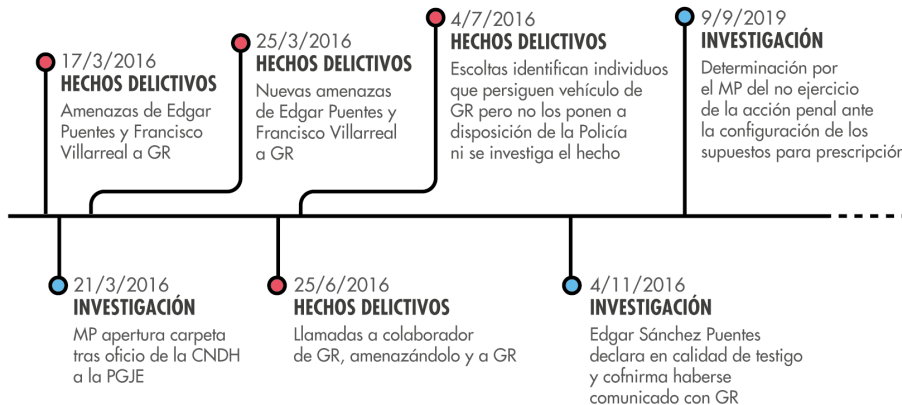 17/3/2016
HECHOS DELICTIVOS
Amenazas de Edgar
Puentes y Francisco
Villarreal a GR
25/3/2016
HECHOS DELICTIVOS
Nuevas amenazas
de Edgar Puentes y
Francisco Villarreal
a GR
4/7/2016
HECHOS DELICTIVOS
Escoltas identifican individuos
que persiguen vehículo de
GR pero no los ponen a
disposición de la Policía
ni se investiga el hecho
9/9/2019
INVESTIGACIÓN
Determinación por
el MP del no ejercicio
de la acción penal ante
la configuración de los
supuestos para prescripción
21/3/2016
INVESTIGACIÓN
MP apertura carpeta
tras oficio de la CNDH
a la PGJE
25/6/2016
HECHOS DELICTIVOS
Llamadas a colaborador
de GR, amenazándolo y a GR
4/11/2016
INVESTIGACIÓN
Edgar Sánchez Puentes
declara en calidad de testigo
y cofnirma haberse
comunicado con GR